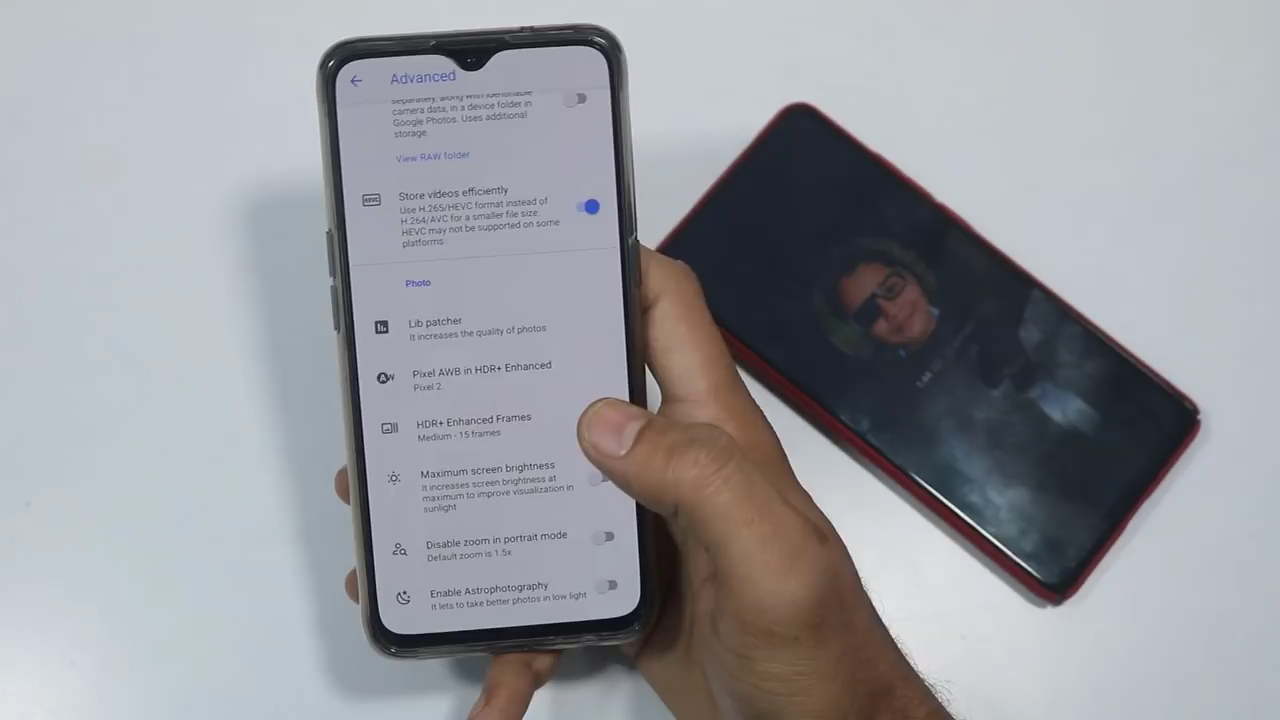 Advanced
separately, along with identifiable
camera data, in a device folder in
Google Photos. Uses additional
storage.
View RAW folder
HEVC
Store videos efficiently
Use H.265/HEVC format instead of
H.264/AVC for a smaller file size.
HEVC may not be supported on some
platforms.
Photo
Lib patcher
It increases the quality of photos
AW
Pixel AWB in HDR+ Enhanced
Pixel 2
HDR+ Enhanced Frames
Medium - 15 frames
Maximum screen brightness
It increases screen brightness at
maximum to improve visualization in
sunlight
Disable zoom in portrait mode
Default zoom is 1.5x
Enable Astrophotography
It lets to take better photos in low light